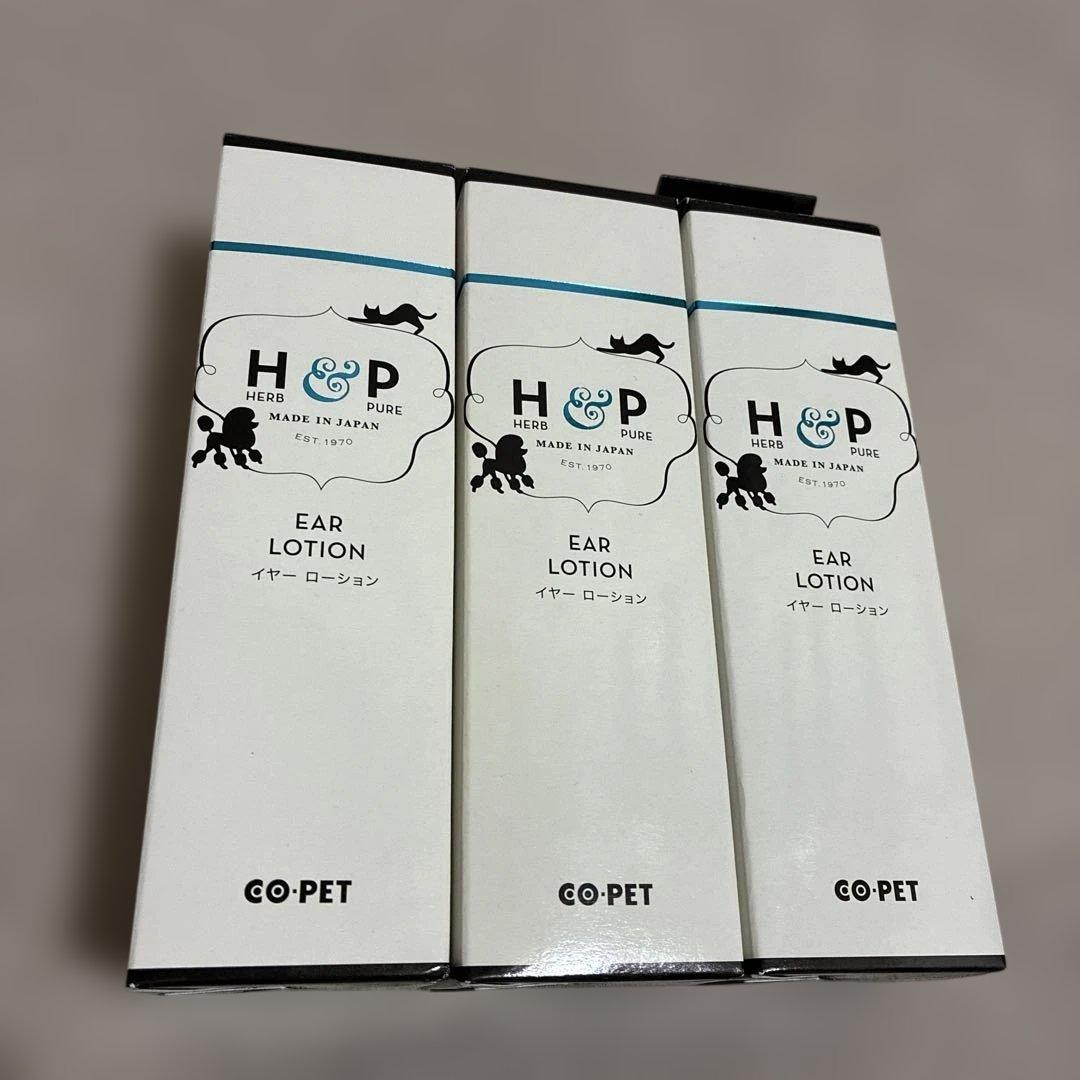 H & P
HERB PURE
MADE IN JAPAN
EST. 1970
EAR
LOTION
イヤー ローション
CO·PET
H & P
HERB PURE
MADE IN JAPAN
EST. 1970
EAR
LOTION
イヤー ローション
CO·PET
H & P
HERB PURE
MADE IN JAPAN
EST. 1970
EAR
LOTION
イヤー ローション
CO·PET